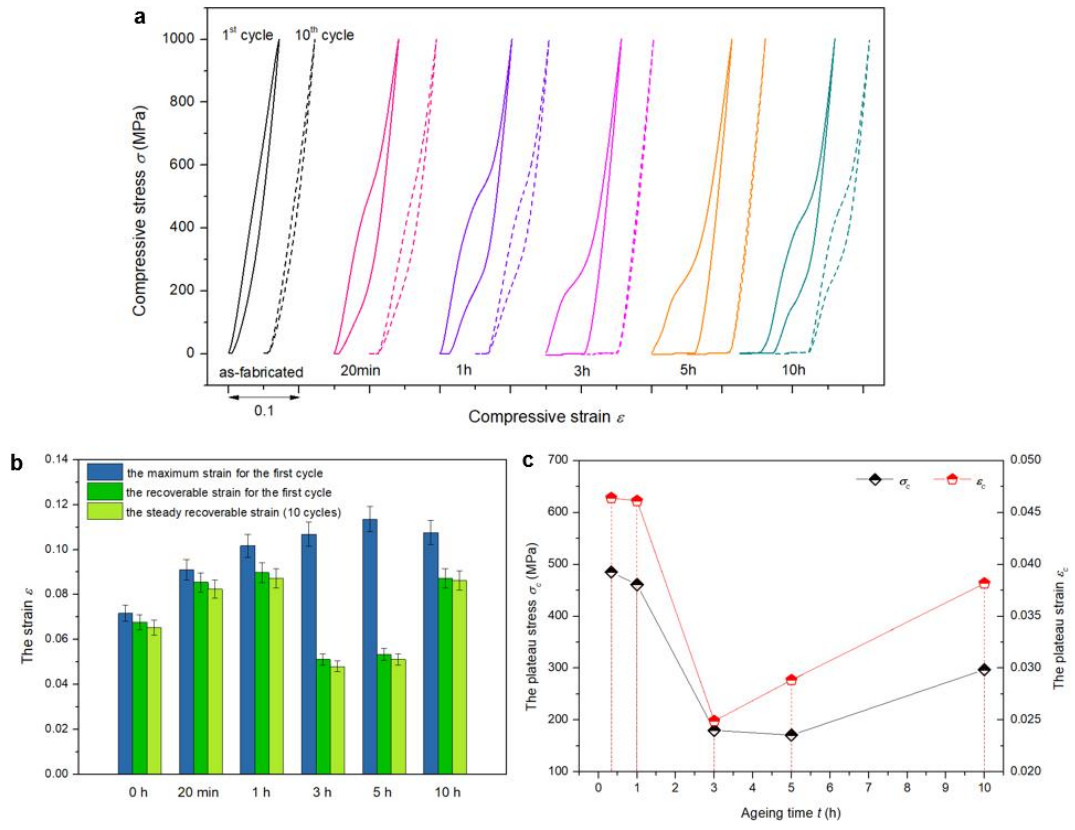 a
1st cycle 10th cycle
1000
800
600
400
200
0
Compressive stress σ (MPa)
as-fabricated 20min 1h 3h 5h 10h
0.1
Compressive strain ε
b
0.14
0.12
0.10
0.08
0.06
0.04
0.02
0.00
The strain ε
the maximum strain for the first cycle
the recoverable strain for the first cycle
the steady recoverable strain (10 cycles)
0 h 20 min 1 h 3 h 5 h 10 h
c
700
600
500
400
300
200
100
The plateau stress σc (MPa)
σc εc
0.050
0.045
0.040
0.035
0.030
0.025
0.020
The plateau strain εc
0 1 2 3 4 5 6 7 8 9 10
Ageing time t (h)